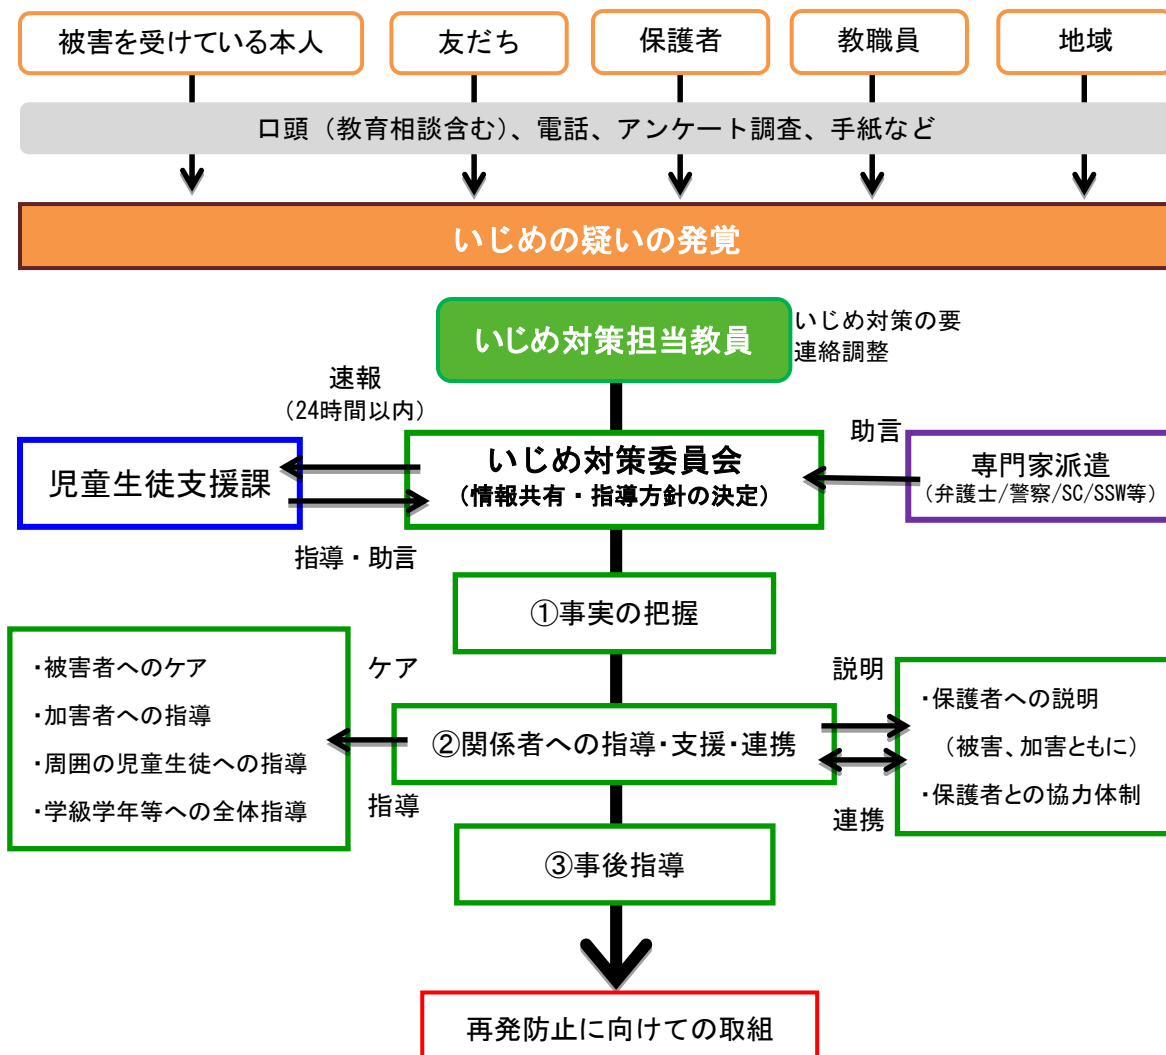 被害を受けている本人
友だち
保護者
教職員
地域
口頭（教育相談含む）、電話、アンケート調査、手紙など
いじめの疑いの発覚
いじめ対策担当教員
いじめ対策の要
連絡調整
速報
（24時間以内）
児童生徒支援課
いじめ対策委員会
（情報共有・指導方針の決定）
助言
専門家派遣
（弁護士/警察/SC/SSW等）
指導・助言
①事実の把握
・被害者へのケア
・加害者への指導
・周囲の児童生徒への指導
・学級学年等への全体指導
ケア
指導
②関係者への指導・支援・連携
説明
連携
・保護者への説明
（被害、加害ともに）
・保護者との協力体制
③事後指導
再発防止に向けての取組